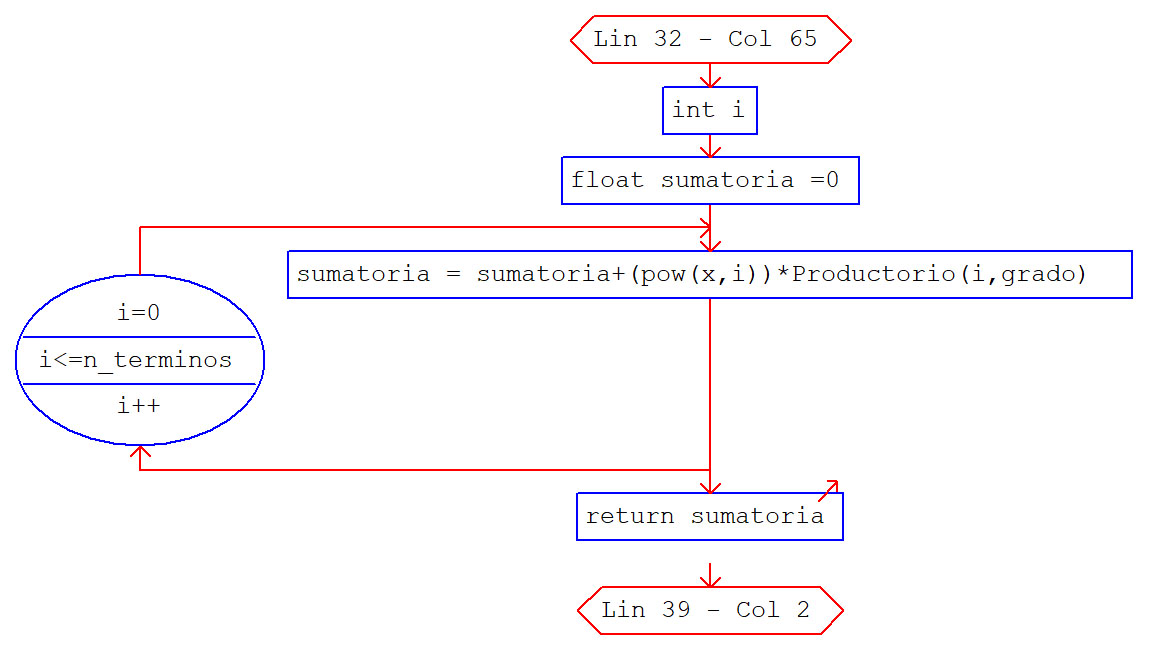 Lin 32 - Col 65
int i
float sumatoria =0
sumatoria = sumatoria+(pow(x,i))*Productorio(i,grado)
i=0
i<=n_terminos
i++
return sumatoria
Lin 39 - Col 2